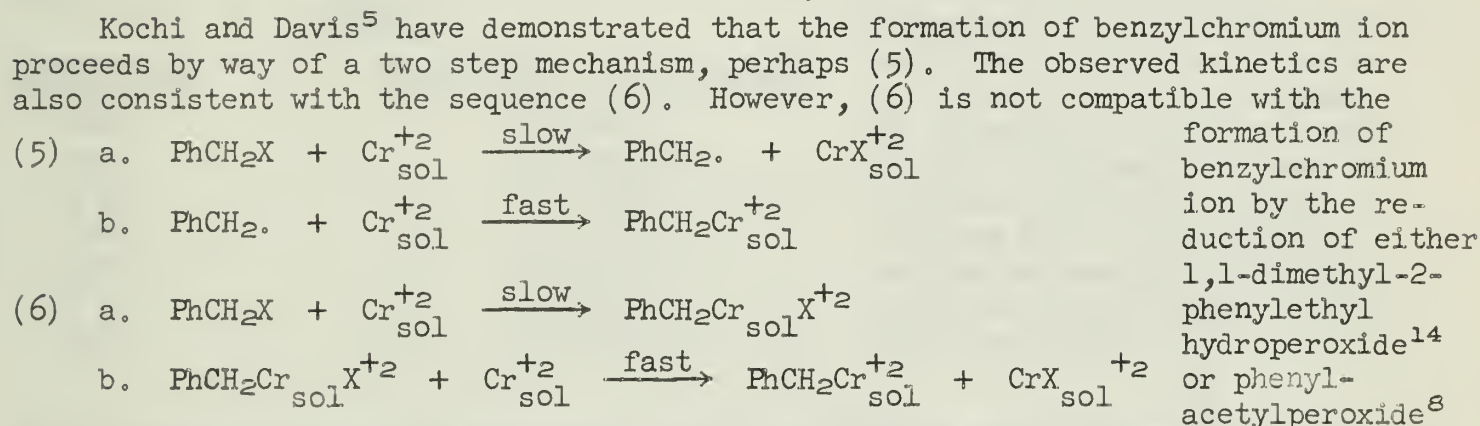 Kochi and Davis⁵ have demonstrated that the formation of benzylchromium ion
proceeds by way of a two step mechanism, perhaps (5). The observed kinetics are
also consistent with the sequence (6). However, (6) is not compatible with the
(5) a. PhCH₂X + Cr⁺²sol —slow→ PhCH₂. + CrX⁺²sol
b. PhCH₂. + Cr⁺²sol —fast→ PhCH₂Cr⁺²sol
(6) a. PhCH₂X + Cr⁺²sol —slow→ PhCH₂CrsolX⁺²
b. PhCH₂CrsolX⁺² + Cr⁺²sol —fast→ PhCH₂Cr⁺²sol + CrXsol⁺²
formation of
benzylchromium
ion by the re-
duction of either
1,1-dimethyl-2-
phenylethyl
hydroperoxide¹⁴
or phenyl-
acetylperoxide⁸